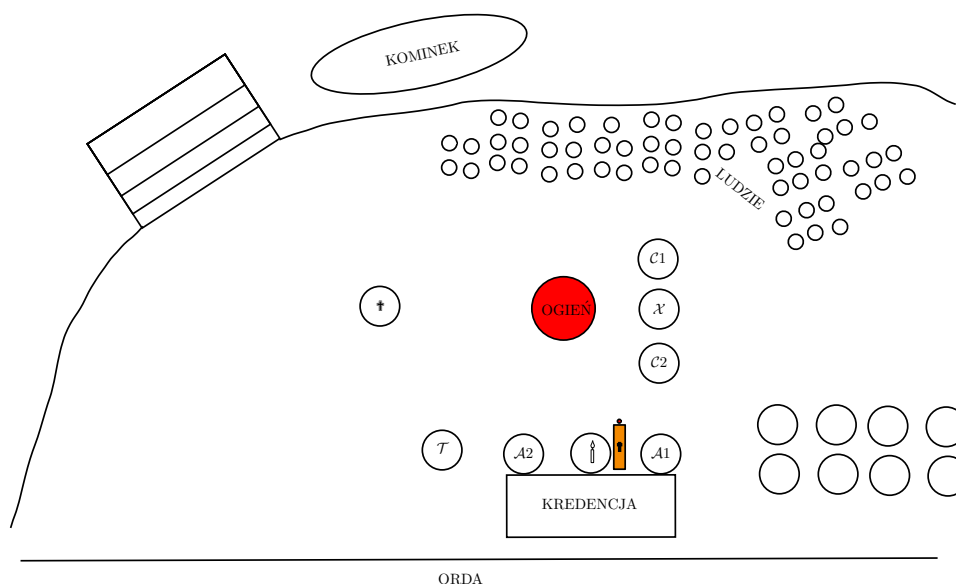 KOMINEK
LUDZIE
C1
OGIEŃ
X
C2
T
A2
A1
KREDENCJA
ORDA